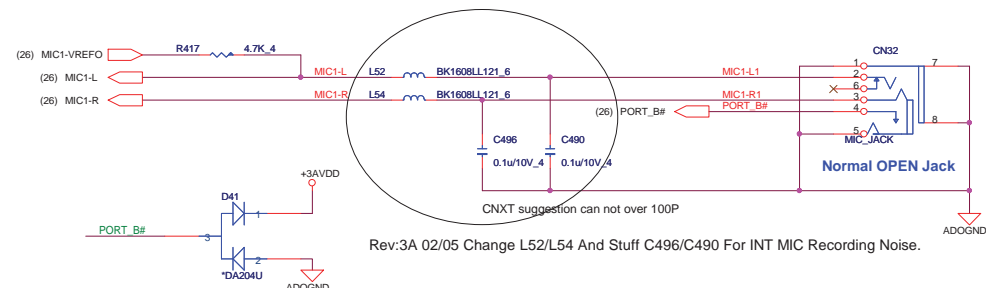 CN32
(26) MIC1-VREFO
R417
4.7K_4
(26) MIC1-L
MIC1-L
L52
BK1608LL121_6
MIC1-L1
(26) MIC1-R
MIC1-R
L54
BK1608LL121_6
MIC1-R1
(26) PORT_B#
PORT_B#
1
2
6
3
4
5
7
8
MIC_JACK
Normal OPEN Jack
C496
0.1u/10V_4
C490
0.1u/10V_4
CNXT suggestion can not over 100P
ADOGND
Rev:3A 02/05 Change L52/L54 And Stuff C496/C490 For INT MIC Recording Noise.
+3AVDD
D41
1
PORT_B#
3
2
*DA204U
ADOGND